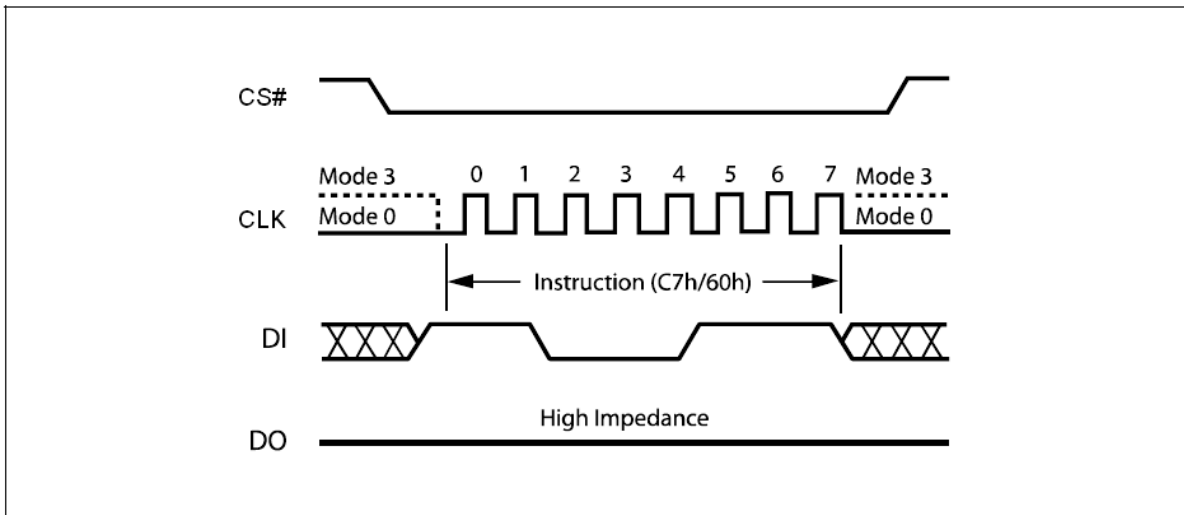 CS#
0 1 2 3 4 5 6 7
Mode 3 Mode 3
CLK Mode 0 Mode 0
Instruction (C7h/60h)
DI
High Impedance
DO